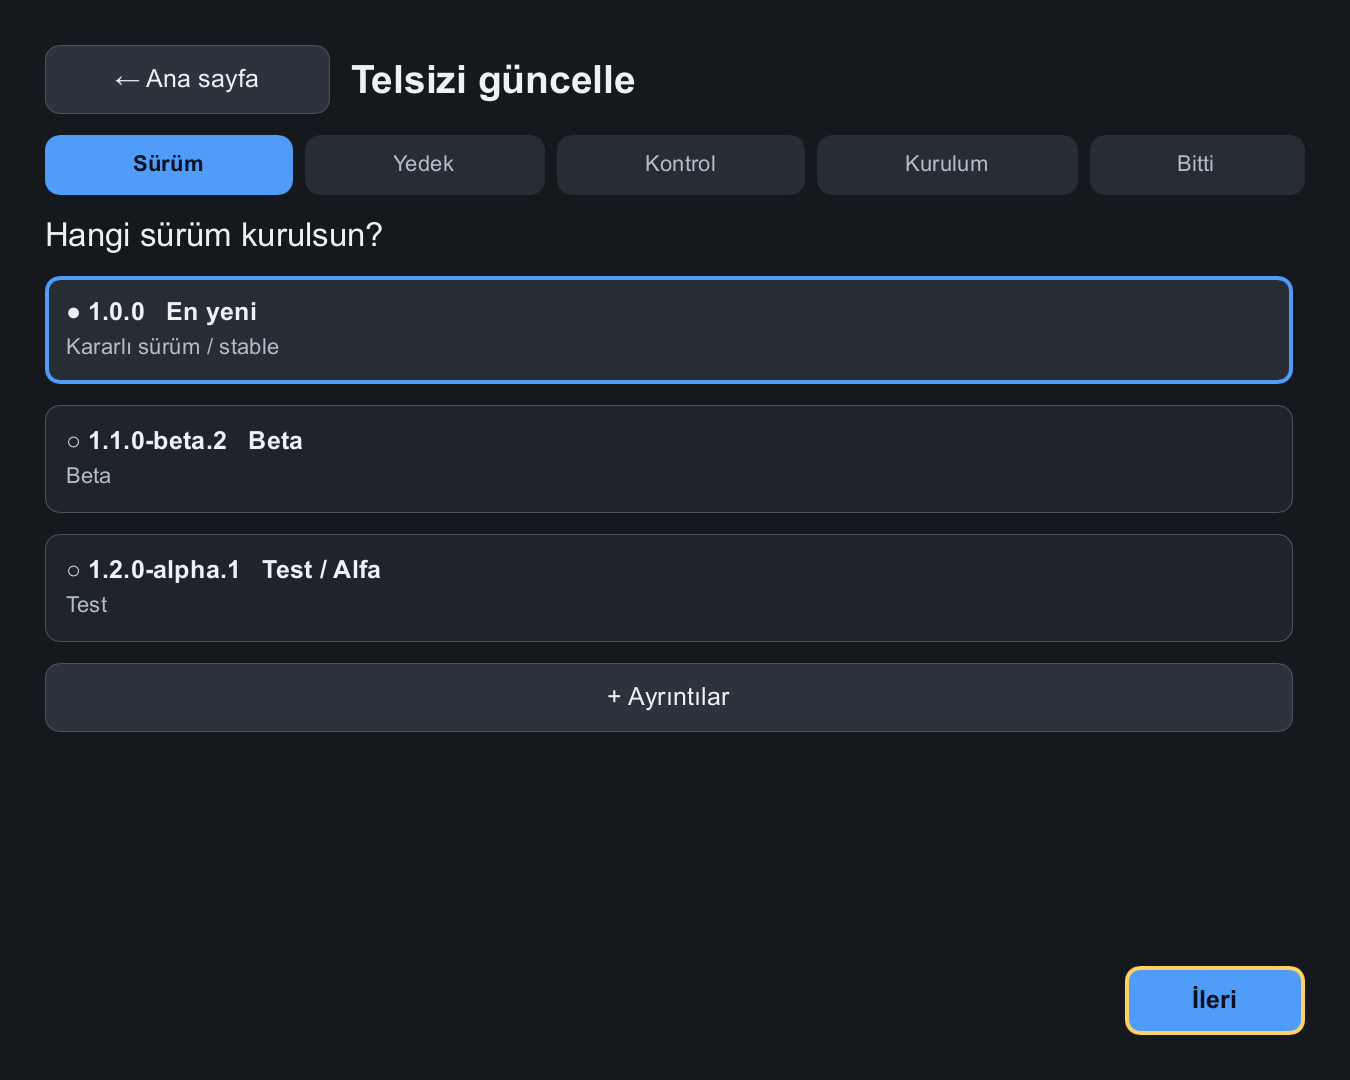 ← Ana sayfa
Telsizi güncelle
Sürüm
Yedek
Kontrol
Kurulum
Bitti
Hangi sürüm kurulsun?
● 1.0.0 En yeni
Kararlı sürüm / stable
○ 1.1.0-beta.2 Beta
Beta
○ 1.2.0-alpha.1 Test / Alfa
Test
+ Ayrıntılar
İleri